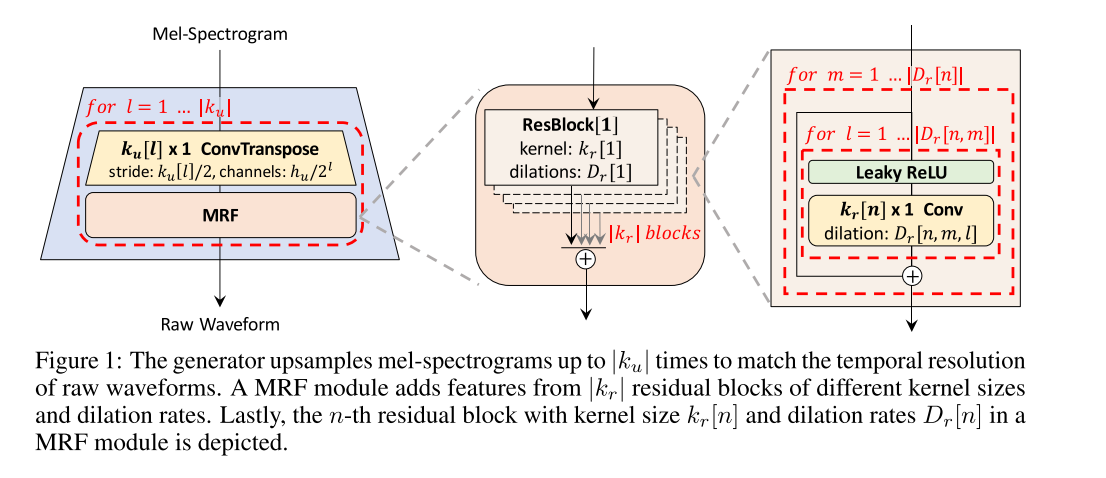 Mel-Spectrogram
for l = 1 … |k_u|
k_u[l] x 1 ConvTranspose
stride: k_u[l]/2, channels: h_u/2^l
MRF
Raw Waveform
ResBlock[1]
kernel: k_r[1]
dilations: D_r[1]
|k_r| blocks
+
for m = 1 … |D_r[n]|
for l = 1 … |D_r[n, m]|
Leaky ReLU
k_r[n] x 1 Conv
dilation: D_r[n, m, l]
+
Figure 1: The generator upsamples mel-spectrograms up to |k_u| times to match the temporal resolution
of raw waveforms. A MRF module adds features from |k_r| residual blocks of different kernel sizes
and dilation rates. Lastly, the n-th residual block with kernel size k_r[n] and dilation rates D_r[n] in a
MRF module is depicted.